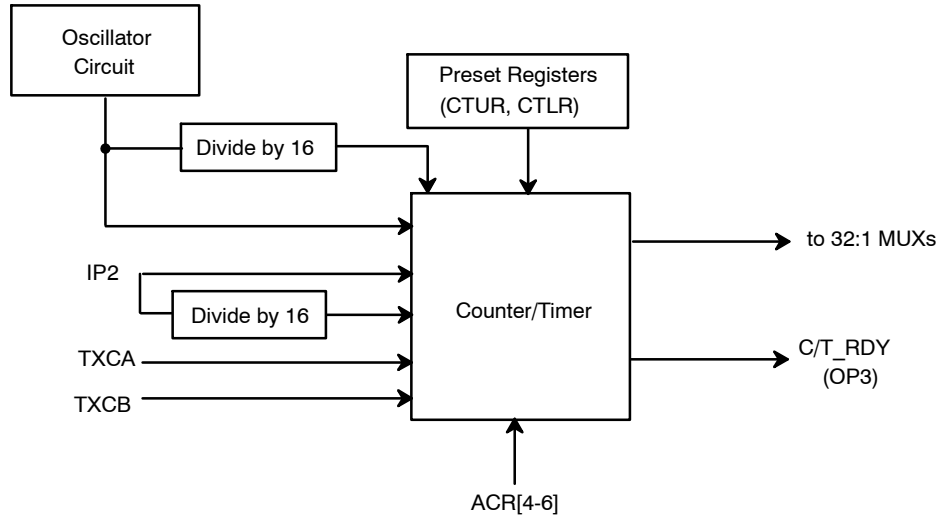 Oscillator
Circuit
Preset Registers
(CTUR, CTLR)
Divide by 16
to 32:1 MUXs
IP2
Divide by 16
Counter/Timer
TXCA
C/T_RDY
(OP3)
TXCB
ACR[4-6]